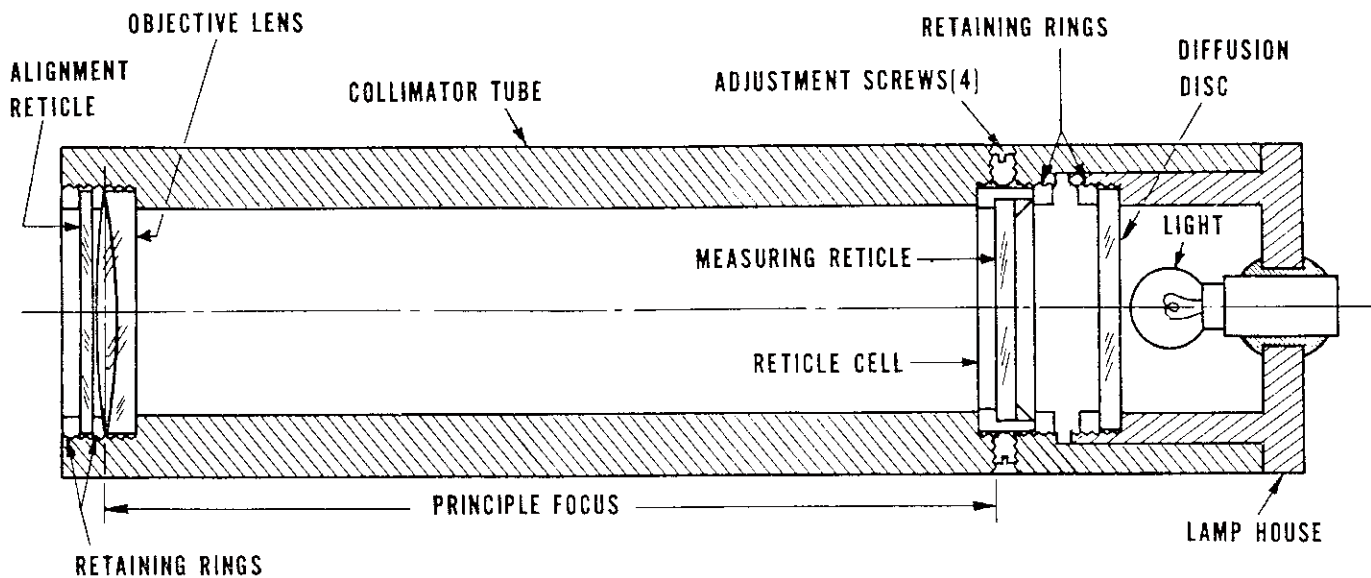 OBJECTIVE LENS
ALIGNMENT
RETICLE
COLLIMATOR TUBE
RETAINING RINGS
ADJUSTMENT SCREWS(4)
DIFFUSION
DISC
LIGHT
MEASURING RETICLE
RETICLE CELL
PRINCIPLE FOCUS
RETAINING RINGS
LAMP HOUSE